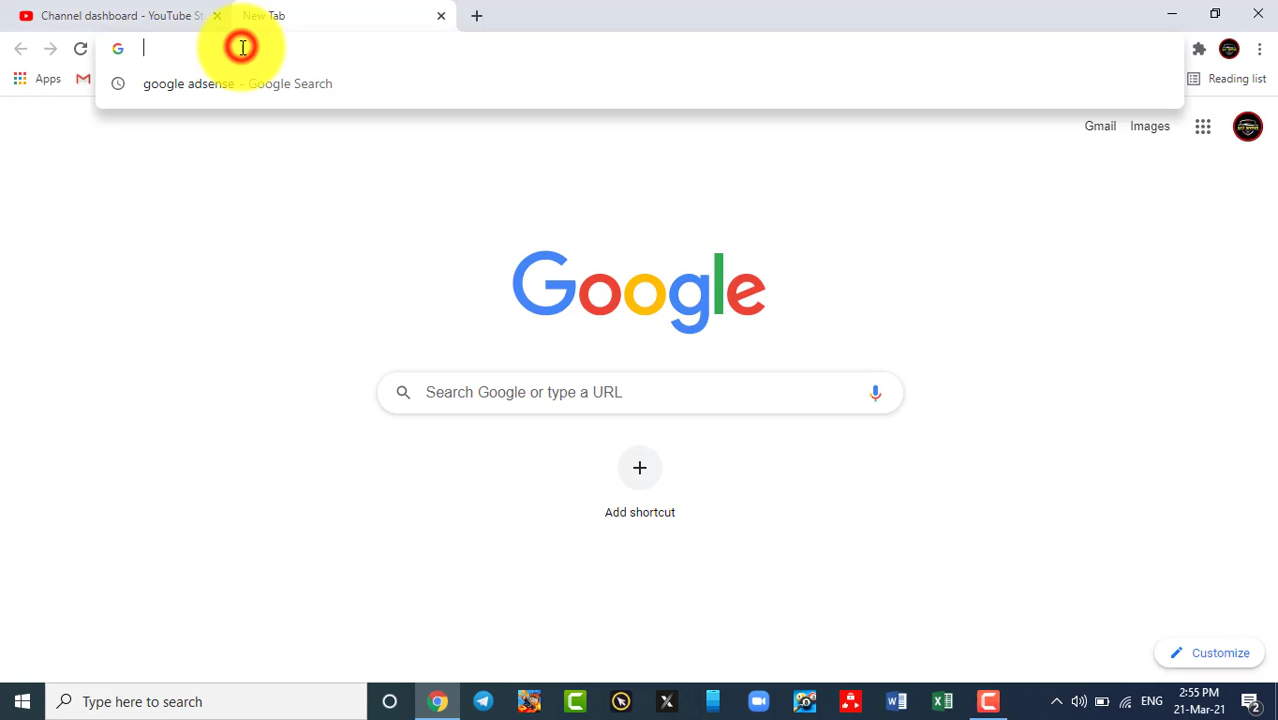 Channel dashboard - YouTube St
New Tab
google adsense - Google Search
Apps
Reading list
Gmail
Images
Google
Search Google or type a URL
Add shortcut
Customize
Type here to search
ENG
2:55 PM
21-Mar-21
2